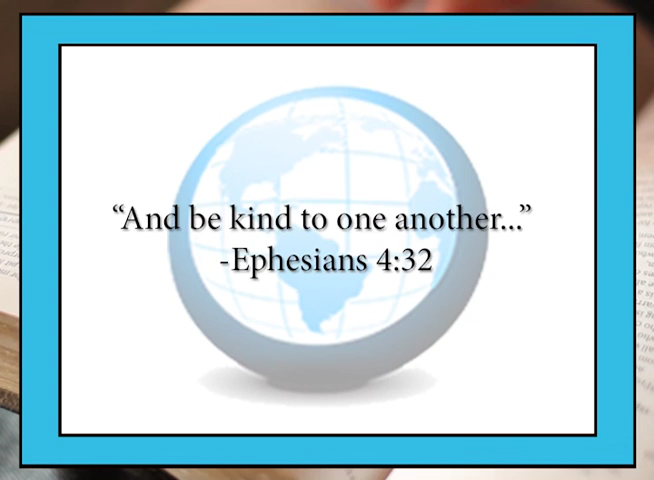 “And be kind to one another...”
-Ephesians 4:32